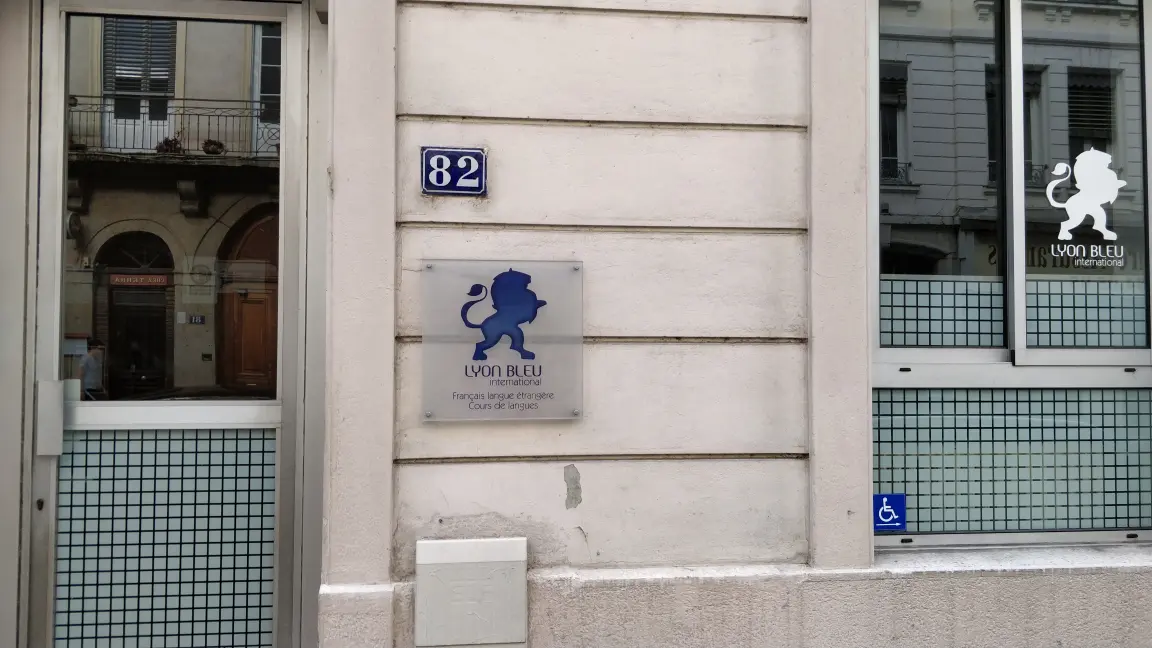 82
LYON BLEU
international
Français langue étrangère
Cours de langues
LYON BLEU
international